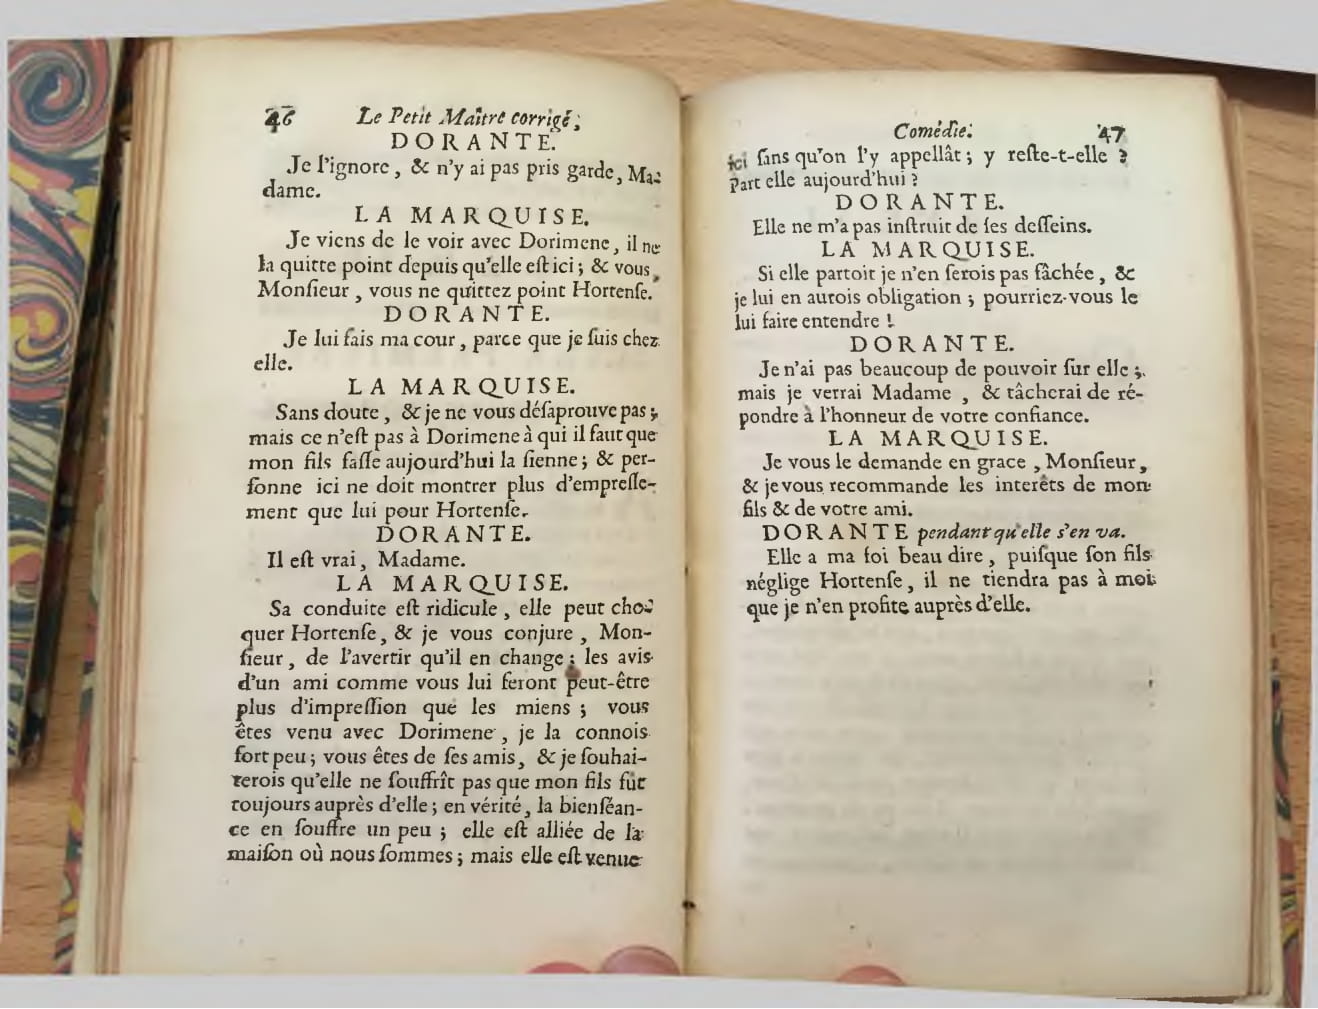 46 Le Petit Maître corrigé,
DORANTE.
Je l'ignore, & n'y ai pas pris garde, Ma-
dame.
LA MARQUISE.
Je viens de le voir avec Dorimene, il ne
la quitte point depuis qu'elle eſt ici; & vous,
Monſieur, vous ne quittez point Hortenſe.
DORANTE.
Je lui fais ma cour, parce que je ſuis chez
elle.
LA MARQUISE.
Sans doute, & je ne vous déſaprouve pas;
mais ce n'eſt pas à Dorimene à qui il faut que
mon fils faſſe aujourd'hui la ſienne; & per-
ſonne ici ne doit montrer plus d'empreſſe-
ment que lui pour Hortenſe.
DORANTE.
Il eſt vrai, Madame.
LA MARQUISE.
Sa conduite eſt ridicule, elle peut cho-
quer Hortenſe, & je vous conjure, Mon-
ſieur, de l'avertir qu'il en change; les avis
d'un ami comme vous lui feront peut-être
plus d'impreſſion que les miens; vous
êtes venu avec Dorimene, je la connois
fort peu; vous êtes de ſes amis, & je ſouhai-
terois qu'elle ne ſouffrît pas que mon fils fût
toujours auprès d'elle; en vérité, la bienſéan-
ce en ſouffre un peu; elle eſt alliée de la
maiſon où nous ſommes; mais elle eſt venue
Comédie. 47
ici ſans qu'on l'y appellât; y reſte-t-elle?
Part elle aujourd'hui?
DORANTE.
Elle ne m'a pas inſtruit de ſes deſſeins.
LA MARQUISE.
Si elle partoit je n'en ſerois pas fâchée, &
je lui en aurois obligation; pourriez-vous le
lui faire entendre!
DORANTE.
Je n'ai pas beaucoup de pouvoir ſur elle;
mais je verrai Madame, & tâcherai de ré-
pondre à l'honneur de votre confiance.
LA MARQUISE.
Je vous le demande en grace, Monſieur,
& je vous recommande les interêts de mon
fils & de votre ami.
DORANTE pendant qu'elle s'en va.
Elle a ma foi beau dire, puiſque ſon fils
néglige Hortenſe, il ne tiendra pas à moi
que je n'en profite auprès d'elle.